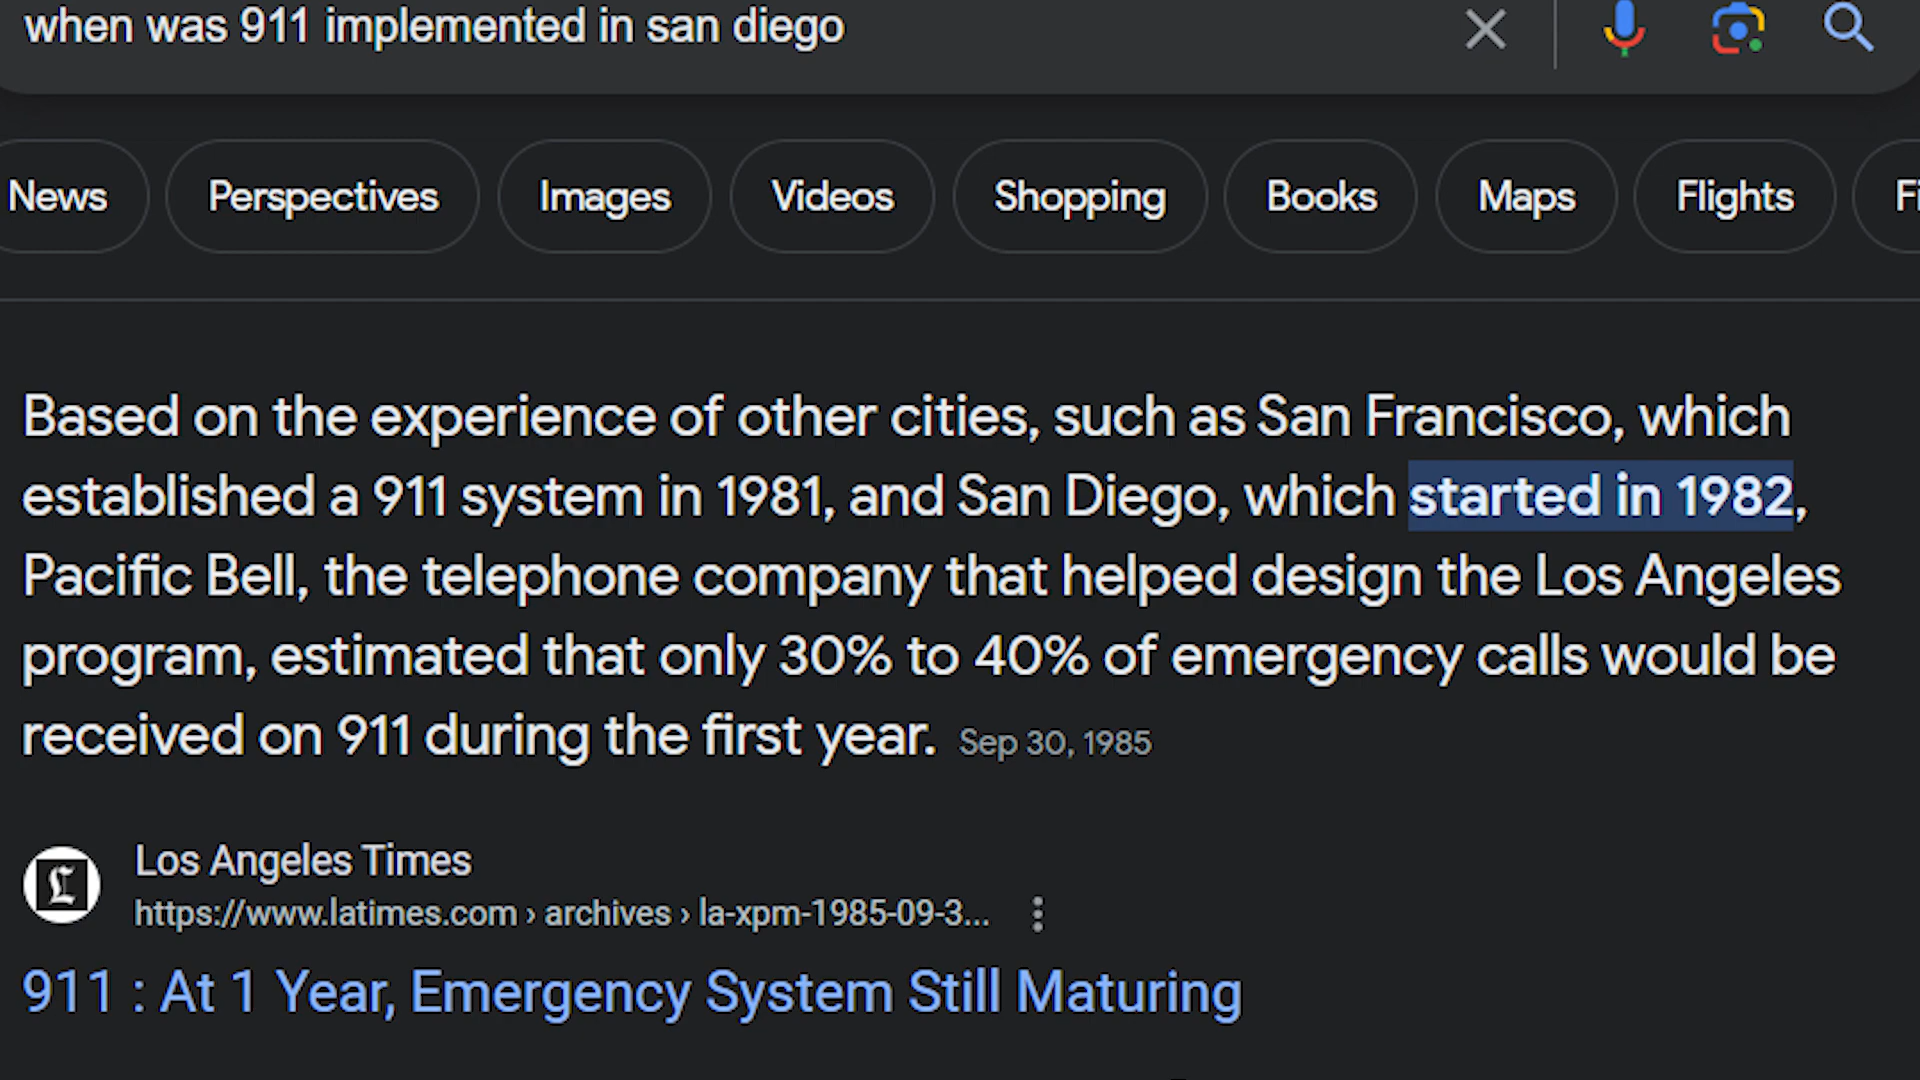 when was 911 implemented in san diego
News Perspectives Images Videos Shopping Books Maps Flights Fi
Based on the experience of other cities, such as San Francisco, which
established a 911 system in 1981, and San Diego, which started in 1982,
Pacific Bell, the telephone company that helped design the Los Angeles
program, estimated that only 30% to 40% of emergency calls would be
received on 911 during the first year. Sep 30, 1985
Los Angeles Times
https://www.latimes.com › archives › la-xpm-1985-09-3...
911 : At 1 Year, Emergency System Still Maturing